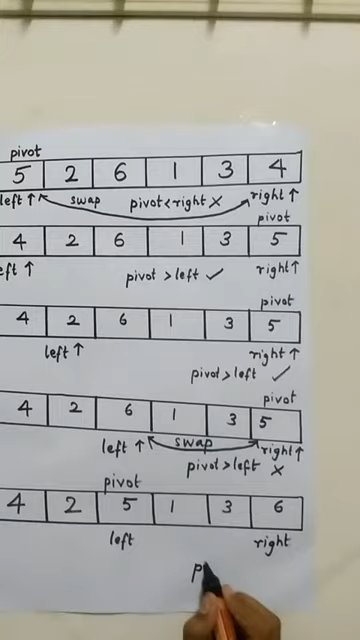 pivot
5 2 6 1 3 4
left ↑ swap pivot < right ✗ right ↑
pivot
4 2 6 1 3 5
left ↑ pivot > left ✓ right ↑
pivot
4 2 6 1 3 5
left ↑ right ↑
pivot > left ✓
pivot
4 2 6 1 3 5
left ↑ swap right ↑
pivot > left ✗
pivot
4 2 5 1 3 6
left right
p